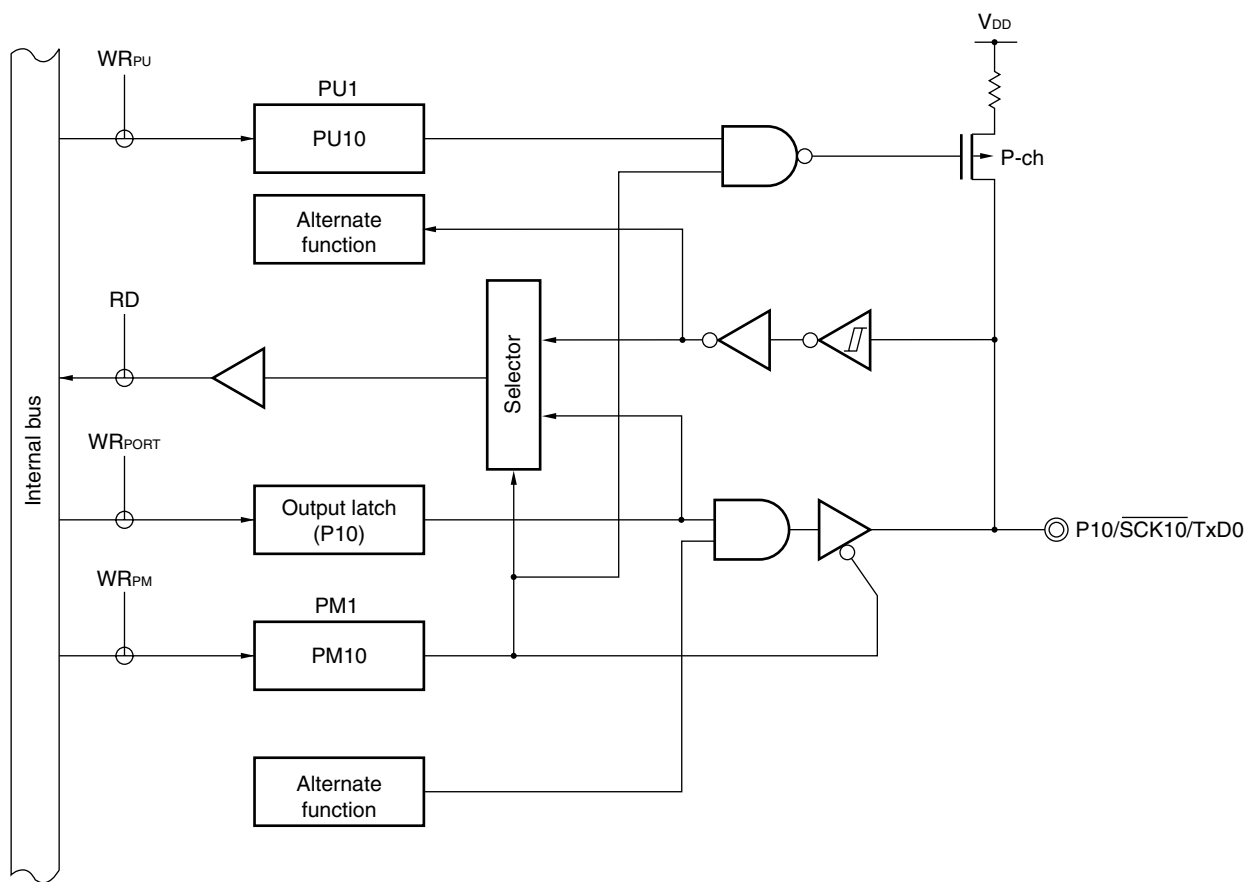 VDD
WRPU
PU1
PU10
P-ch
Alternate
function
RD
Selector
Internal bus
WRPORT
Output latch
(P10)
P10/SCK10/TxD0
WRPM
PM1
PM10
Alternate
function